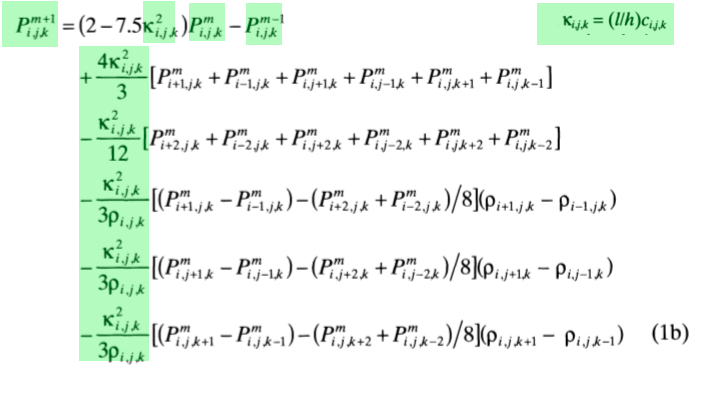 P^{m+1}_{i,j,k} = (2 – 7.5κ^2_{i,j,k})P^m_{i,j,k} – P^{m–1}_{i,j,k}    κ_{i,j,k} = (l/h)c_{i,j,k}
+ 4κ^2_{i,j,k}/3 [P^m_{i+1,j,k} + P^m_{i–1,j,k} + P^m_{i,j+1,k} + P^m_{i,j–1,k} + P^m_{i,j,k+1} + P^m_{i,j,k–1}]
– κ^2_{i,j,k}/12 [P^m_{i+2,j,k} + P^m_{i–2,j,k} + P^m_{i,j+2,k} + P^m_{i,j–2,k} + P^m_{i,j,k+2} + P^m_{i,j,k–2}]
– κ^2_{i,j,k}/3ρ_{i,j,k} [(P^m_{i+1,j,k} – P^m_{i–1,j,k}) – (P^m_{i+2,j,k} + P^m_{i–2,j,k})/8](ρ_{i+1,j,k} – ρ_{i–1,j,k})
– κ^2_{i,j,k}/3ρ_{i,j,k} [(P^m_{i,j+1,k} – P^m_{i,j–1,k}) – (P^m_{i,j+2,k} + P^m_{i,j–2,k})/8](ρ_{i,j+1,k} – ρ_{i,j–1,k})
– κ^2_{i,j,k}/3ρ_{i,j,k} [(P^m_{i,j,k+1} – P^m_{i,j,k–1}) – (P^m_{i,j,k+2} + P^m_{i,j,k–2})/8](ρ_{i,j,k+1} – ρ_{i,j,k–1})    (1b)